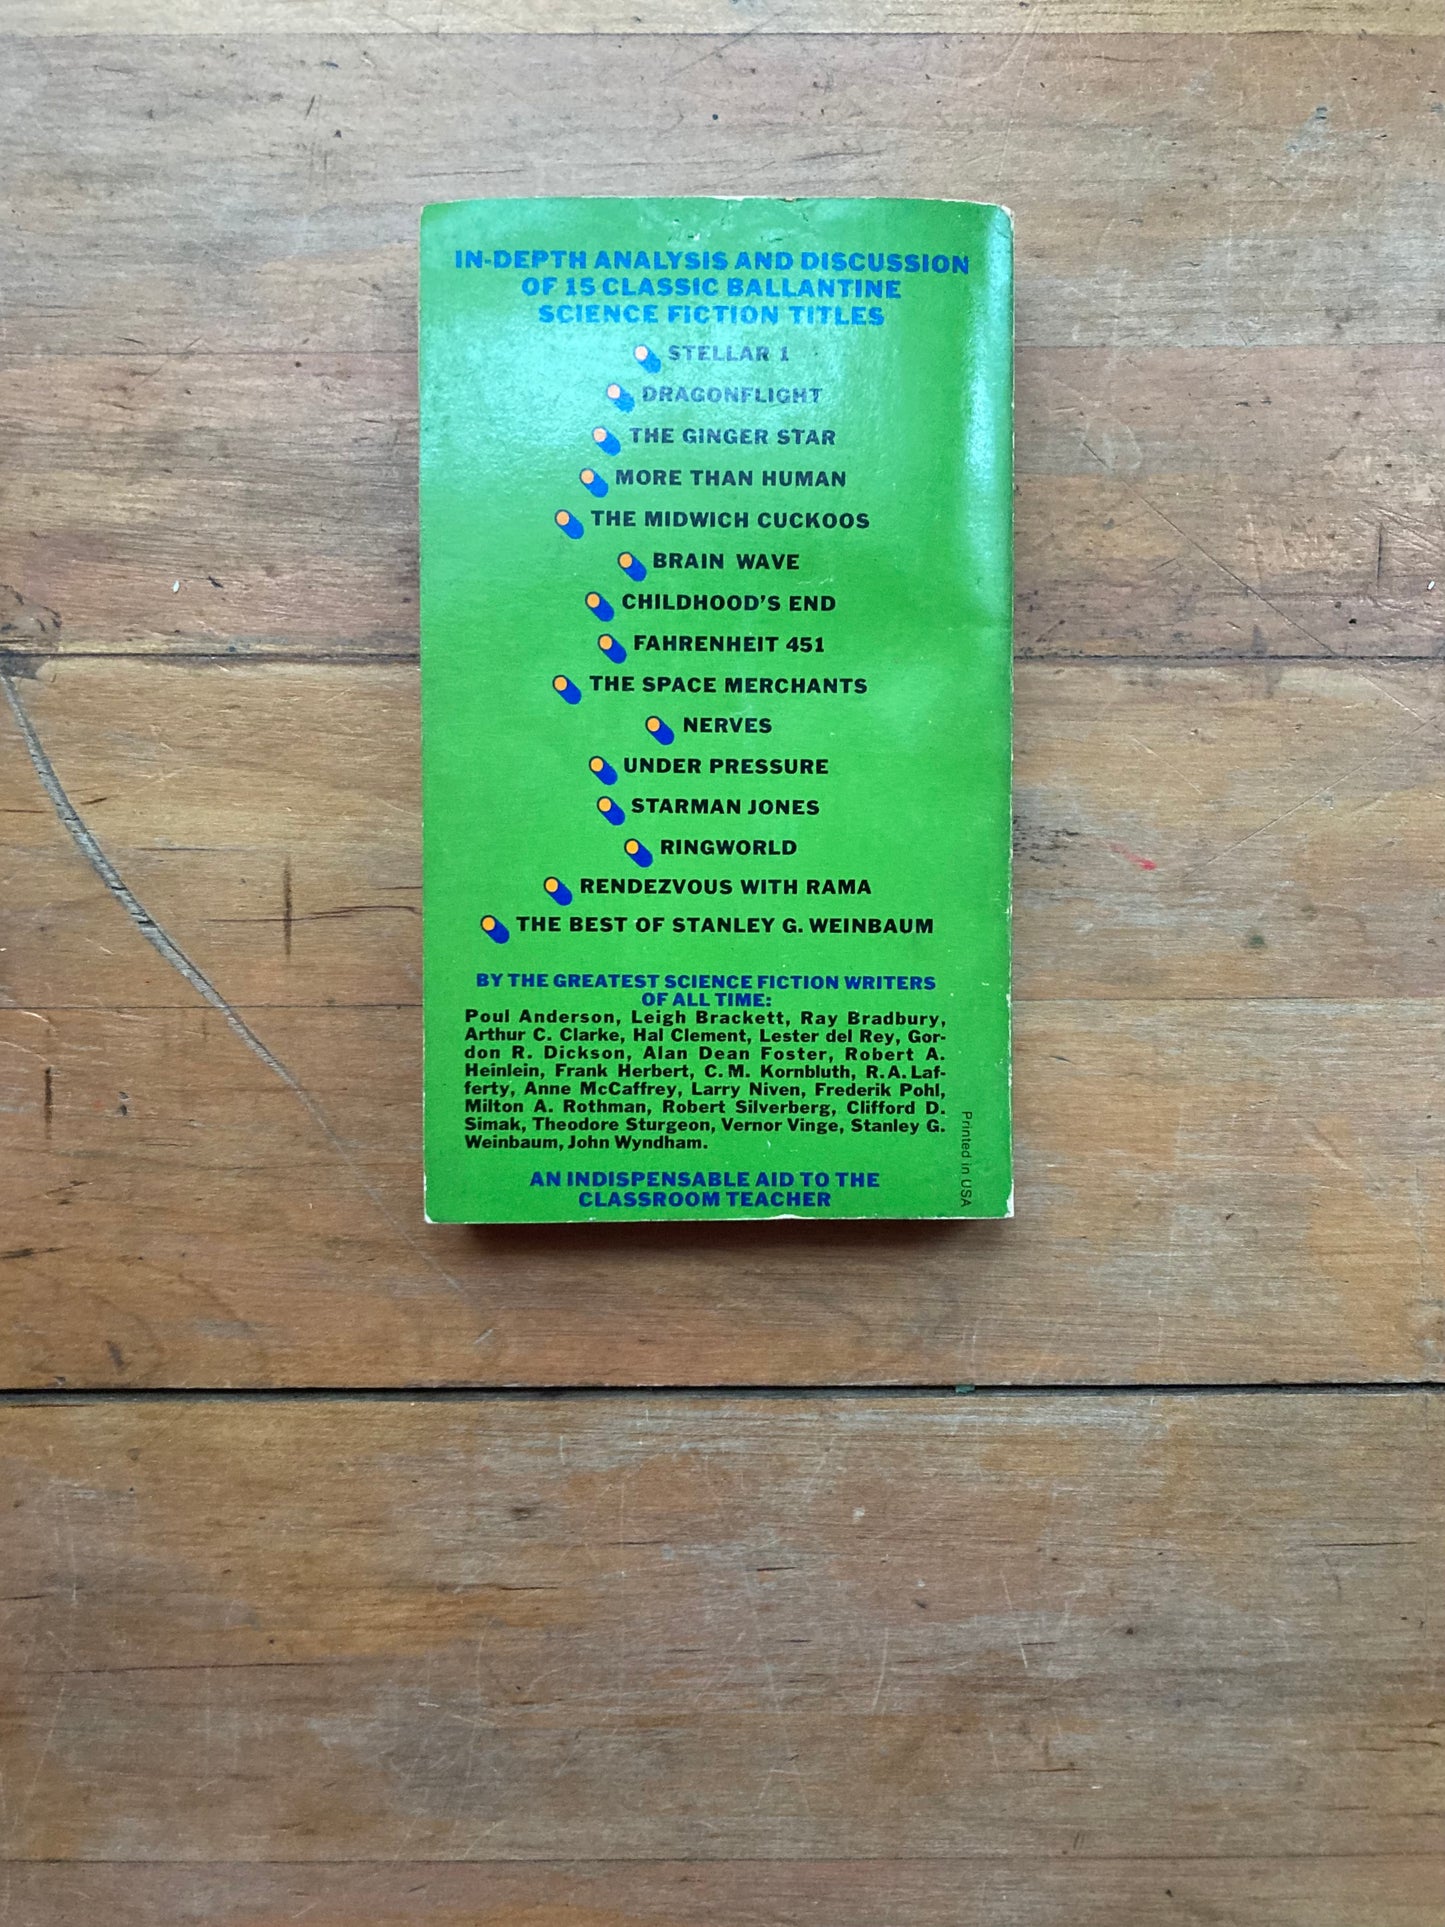 IN-DEPTH ANALYSIS AND DISCUSSION
OF 15 CLASSIC BALLANTINE
SCIENCE FICTION TITLES
STELLAR 1
DRAGONFLIGHT
THE GINGER STAR
MORE THAN HUMAN
THE MIDWICH CUCKOOS
BRAIN WAVE
CHILDHOOD'S END
FAHRENHEIT 451
THE SPACE MERCHANTS
NERVES
UNDER PRESSURE
STARMAN JONES
RINGWORLD
RENDEZVOUS WITH RAMA
THE BEST OF STANLEY G. WEINBAUM
BY THE GREATEST SCIENCE FICTION WRITERS
OF ALL TIME:
Poul Anderson, Leigh Brackett, Ray Bradbury,
Arthur C. Clarke, Hal Clement, Lester del Rey, Gor-
don R. Dickson, Alan Dean Foster, Robert A.
Heinlein, Frank Herbert, C.M. Kornbluth, R.A. Laf-
ferty, Anne McCaffrey, Larry Niven, Frederik Pohl,
Milton A. Rothman, Robert Silverberg, Clifford D.
Simak, Theodore Sturgeon, Vernor Vinge, Stanley G.
Weinbaum, John Wyndham.
AN INDISPENSABLE AID TO THE
CLASSROOM TEACHER
Printed in USA